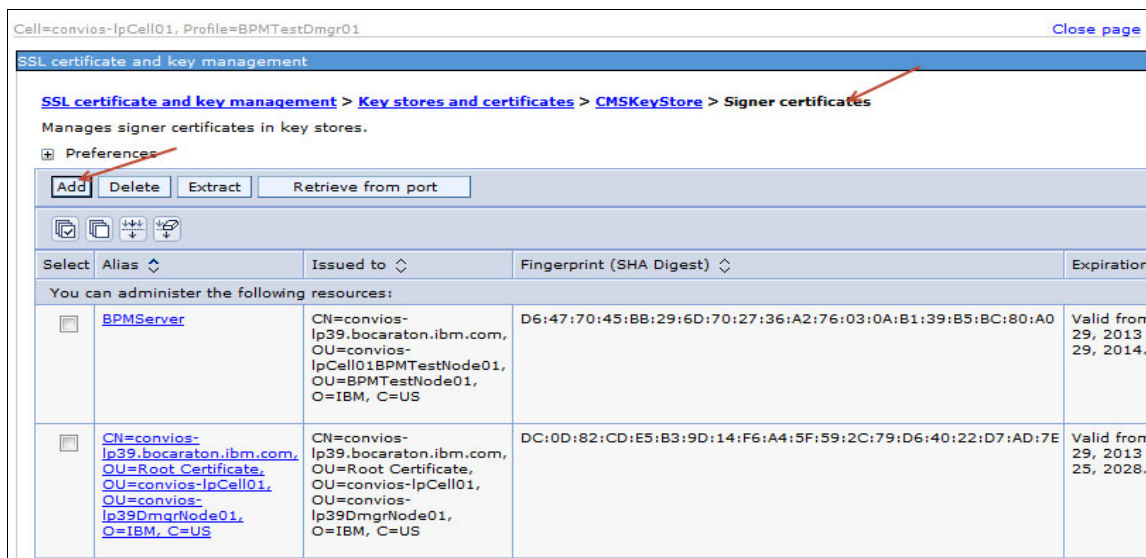 Cell=convios-lpCell01, Profile=BPMTestDmgr01
Close page
SSL certificate and key management
SSL certificate and key management > Key stores and certificates > CMSKeyStore > Signer certificates
Manages signer certificates in key stores.
Preferences
Add Delete Extract Retrieve from port
Select Alias Issued to Fingerprint (SHA Digest) Expiration
You can administer the following resources:
BPMServer
CN=convios-
lp39.bocaraton.ibm.com,
OU=convios-
lpCell01BPMTestNode01,
OU=BPMTestNode01,
O=IBM, C=US
D6:47:70:45:BB:29:6D:70:27:36:A2:76:03:0A:B1:39:B5:BC:80:A0
Valid from
29, 2013
29, 2014.
CN=convios-
lp39.bocaraton.ibm.com,
OU=Root Certificate,
OU=convios-lpCell01,
OU=convios-
lp39DmgrNode01,
O=IBM, C=US
CN=convios-
lp39.bocaraton.ibm.com,
OU=Root Certificate,
OU=convios-lpCell01,
OU=convios-
lp39DmgrNode01,
O=IBM, C=US
DC:0D:82:CD:E5:B3:9D:14:F6:A4:5F:59:2C:79:D6:40:22:D7:AD:7E
Valid from
29, 2013
25, 2028.